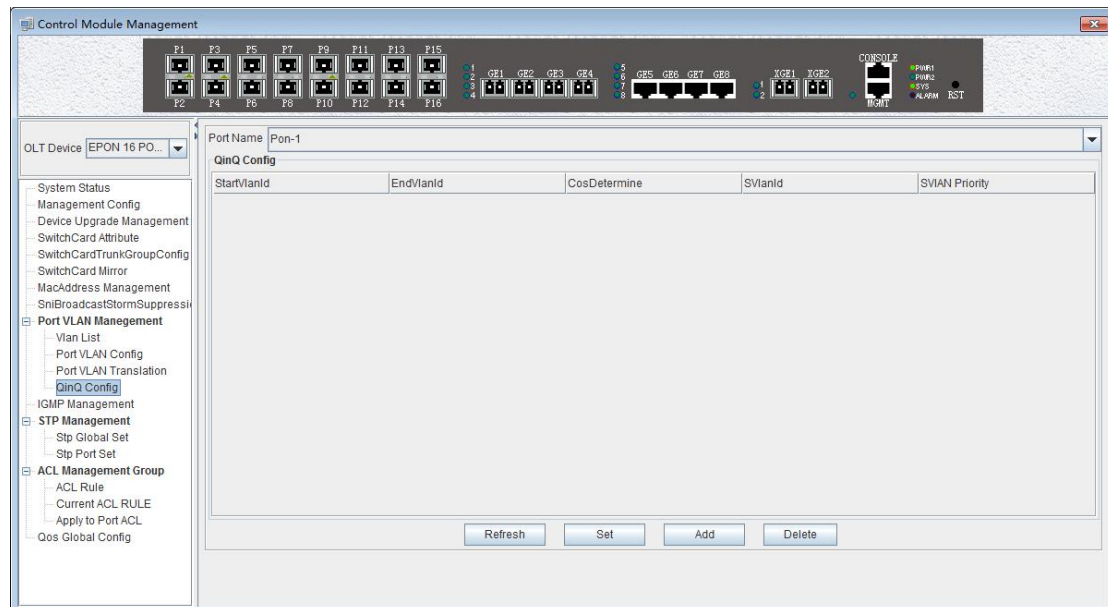 Control Module Management
P1 P3 P5 P7 P9 P11 P13 P15
P2 P4 P6 P8 P10 P12 P14 P16
1
2
3
4
GE1 GE2 GE3 GE4
5
6
7
8
GE5 GE6 GE7 GE8
1
2
XGE1 XGE2
CONSOLE
MGMT
PWR1
PWR2
SYS
ALARM
RST
OLT Device EPON 16 PO...
System Status
Management Config
Device Upgrade Management
SwitchCard Attribute
SwitchCardTrunkGroupConfig
SwitchCard Mirror
MacAddress Management
SniBroadcastStormSuppressi
Port VLAN Manegement
Vlan List
Port VLAN Config
Port VLAN Translation
QinQ Config
IGMP Management
STP Management
Stp Global Set
Stp Port Set
ACL Management Group
ACL Rule
Current ACL RULE
Apply to Port ACL
Qos Global Config
Port Name Pon-1
QinQ Config
StartVlanId EndVlanId CosDetermine SVlanId SVlAN Priority
Refresh Set Add Delete